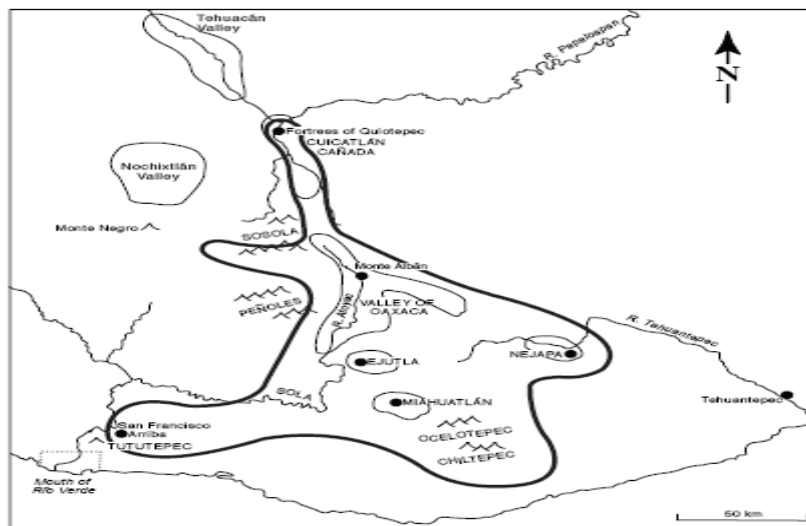 Tehuacán
Valley
R. Papaloapan
N
Fortress of Quiotepec
CUICATLÁN
CAÑADA
Nochixtlán
Valley
Monte Negro
SOSOLA
Monte Albán
PEÑOLES
R. Atoyac
VALLEY OF
OAXACA
R. Tehuantepec
EJUTLA
NEJAPA
SOLA
MIAHUATLÁN
Tehuantepec
San Francisco
Arriba
TUTUTEPEC
OCELOTEPEC
CHILTEPEC
Mouth of
Río Verde
50 km